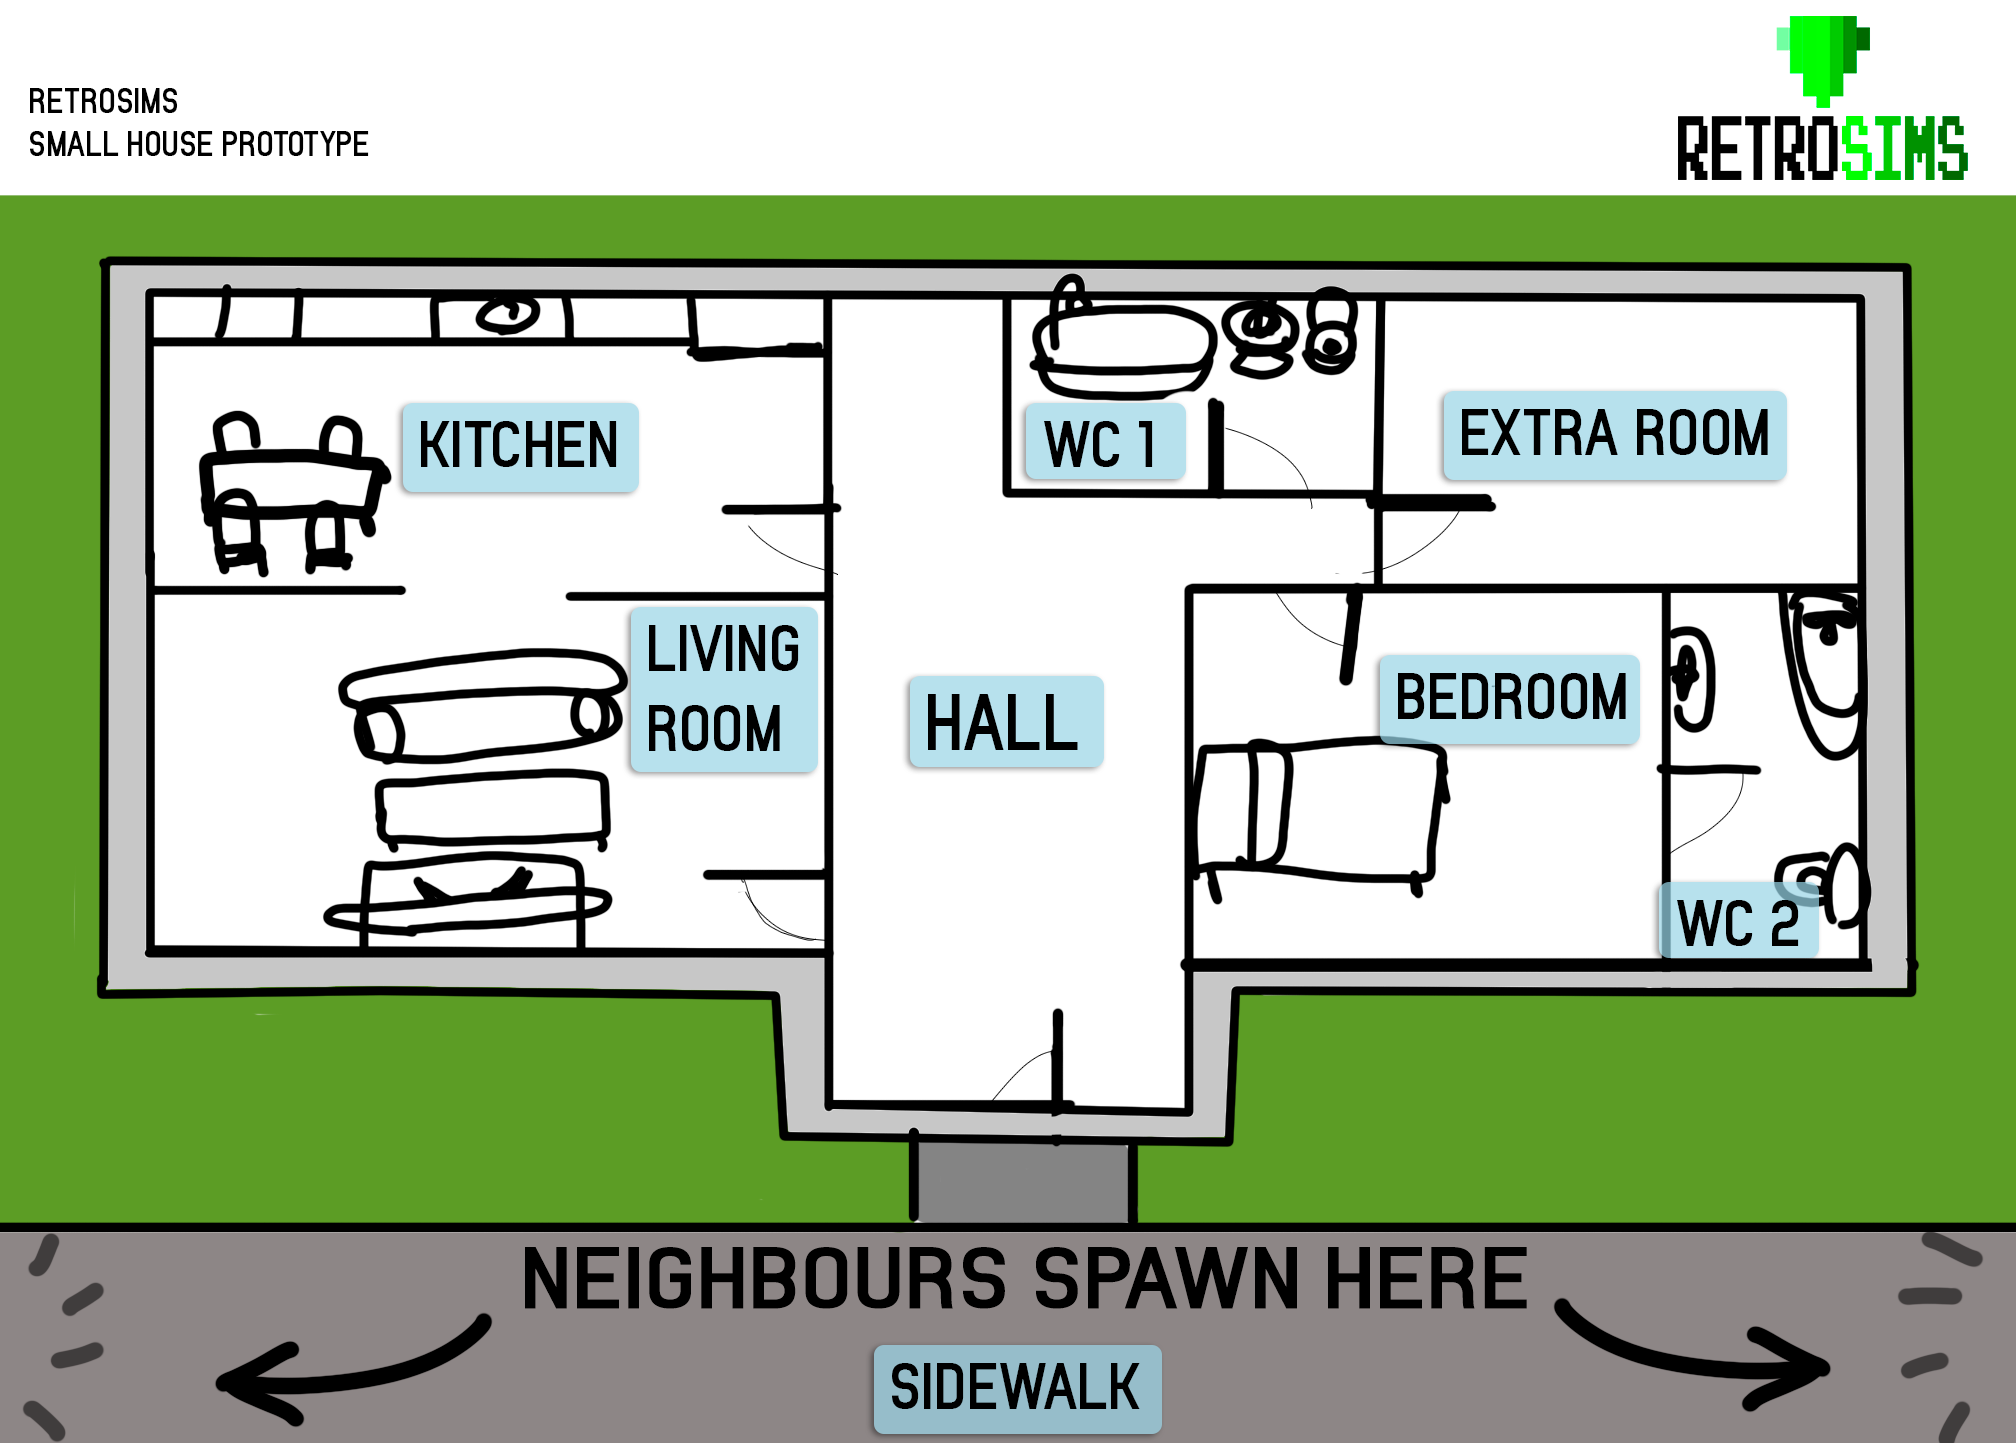 RETROSIMS
SMALL HOUSE PROTOTYPE
RETROSIMS
KITCHEN
WC 1
EXTRA ROOM
LIVING
ROOM
HALL
BEDROOM
WC 2
NEIGHBOURS SPAWN HERE
SIDEWALK